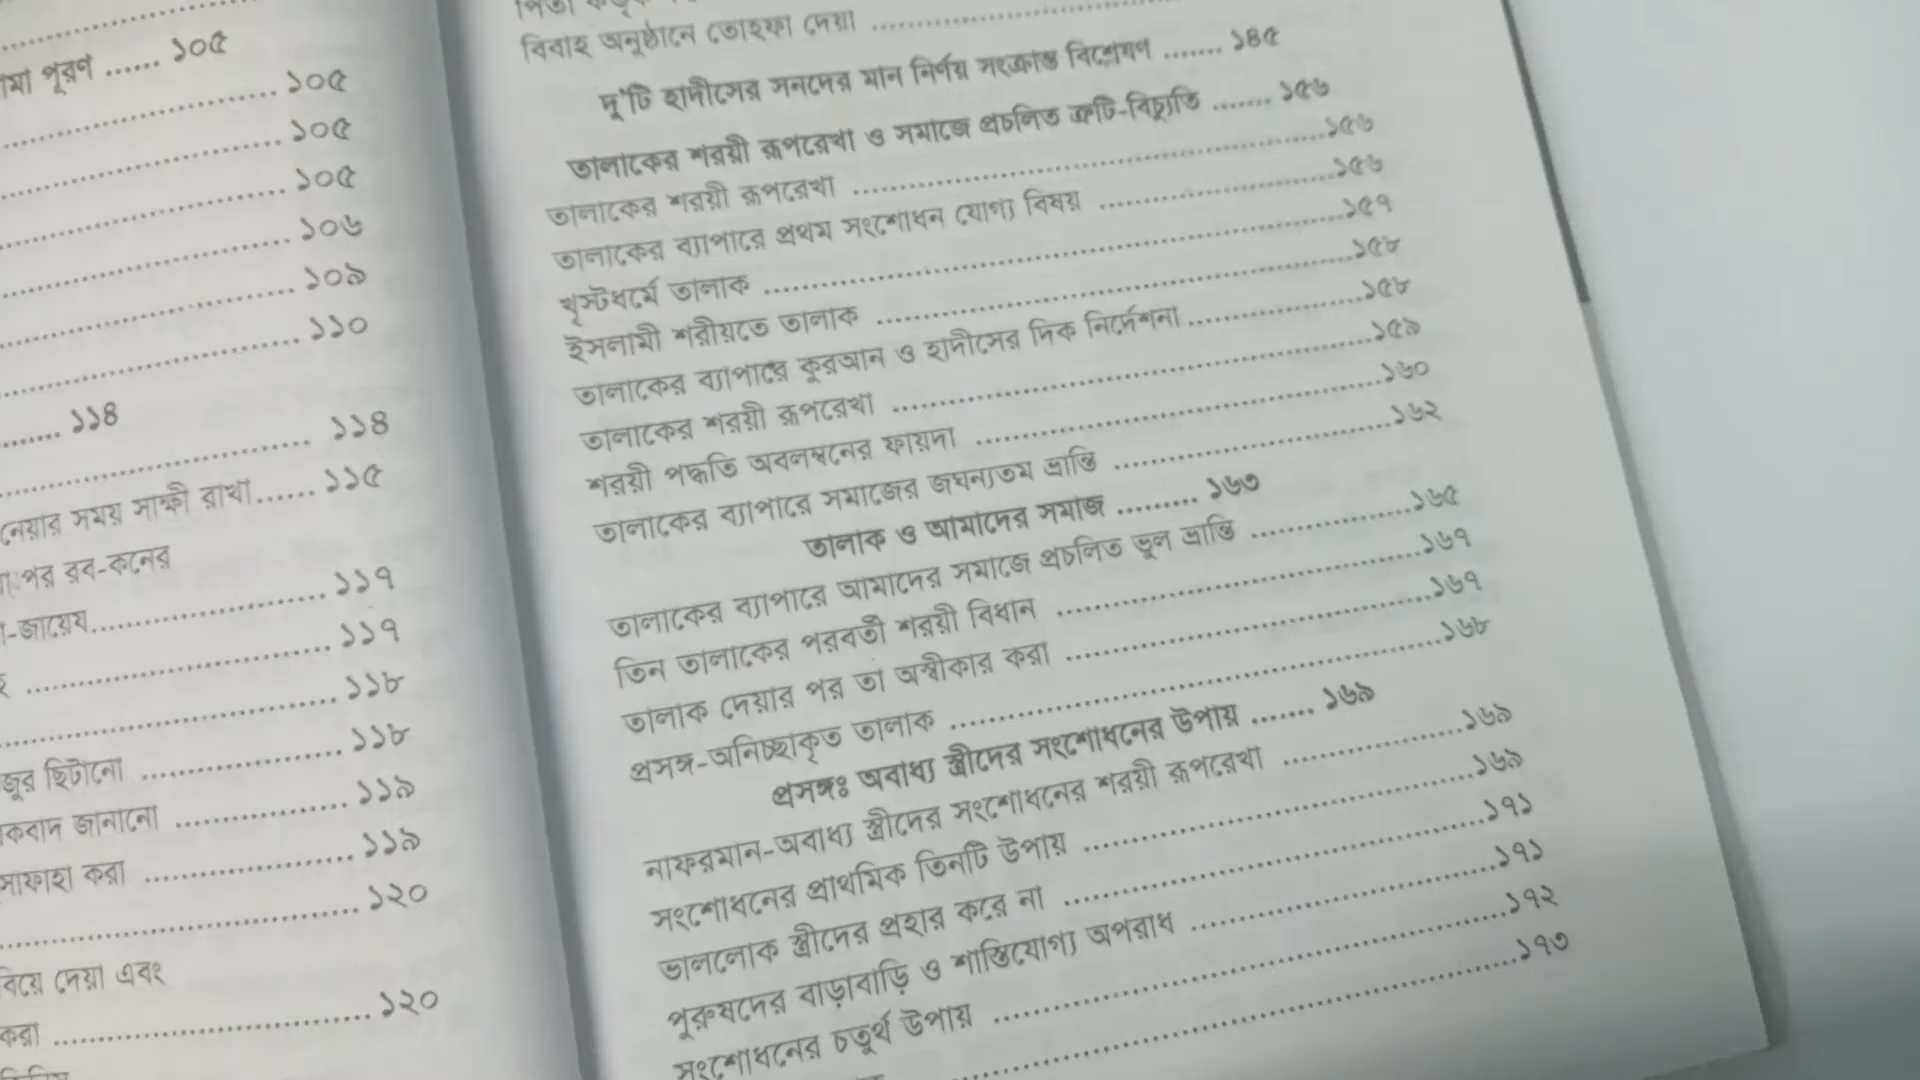 মা পূরণ ...... ১০৫
১০৫
১০৫
১০৫
১০৬
১০৯
১১০
১১৪
১১৪
নেয়ার সময় সাক্ষী রাখা...... ১১৫
পর বর-কনের
-জায়েয ১১৭
১১৭
১১৮
ছিটানো ১১৮
জানানো ১১৯
করা ১১৯
১২০
বিয়ে দেয়া এবং
করা ১২০
বিবাহ অনুষ্ঠানে তোহফা দেয়া
দু'টি হাদীসের সনদের মান নির্ণয় সংক্রান্ত বিশ্লেষণ ....... ১৪৫
তালাকের শরয়ী রূপরেখা ও সমাজে প্রচলিত ত্রুটি-বিচ্যুতি ....... ১৫৬
তালাকের শরয়ী রূপরেখা ১৫৬
তালাকের ব্যাপারে প্রথম সংশোধন যোগ্য বিষয় ১৫৬
খৃস্টধর্মে তালাক ১৫৭
ইসলামী শরীয়তে তালাক ১৫৮
তালাকের ব্যাপারে কুরআন ও হাদীসের দিক নির্দেশনা ১৫৮
তালাকের শরয়ী রূপরেখা ১৫৯
শরয়ী পদ্ধতি অবলম্বনের ফায়দা ১৬০
তালাকের ব্যাপারে সমাজের জঘন্যতম ভ্রান্তি ১৬২
তালাক ও আমাদের সমাজ ......... ১৬৩
তালাকের ব্যাপারে আমাদের সমাজে প্রচলিত ভুল ভ্রান্তি ১৬৫
তিন তালাকের পরবর্তী শরয়ী বিধান ১৬৭
তালাক দেয়ার পর তা অস্বীকার করা ১৬৭
প্রসঙ্গ-অনিচ্ছাকৃত তালাক ১৬৮
প্রসঙ্গঃ অবাধ্য স্ত্রীদের সংশোধনের উপায় ....... ১৬৯
নাফরমান-অবাধ্য স্ত্রীদের সংশোধনের শরয়ী রূপরেখা ১৬৯
সংশোধনের প্রাথমিক তিনটি উপায় ১৬৯
ভাললোক স্ত্রীদের প্রহার করে না ১৭১
পুরুষদের বাড়াবাড়ি ও শাস্তিযোগ্য অপরাধ ১৭১
সংশোধনের চতুর্থ উপায় ১৭২
১৭৩